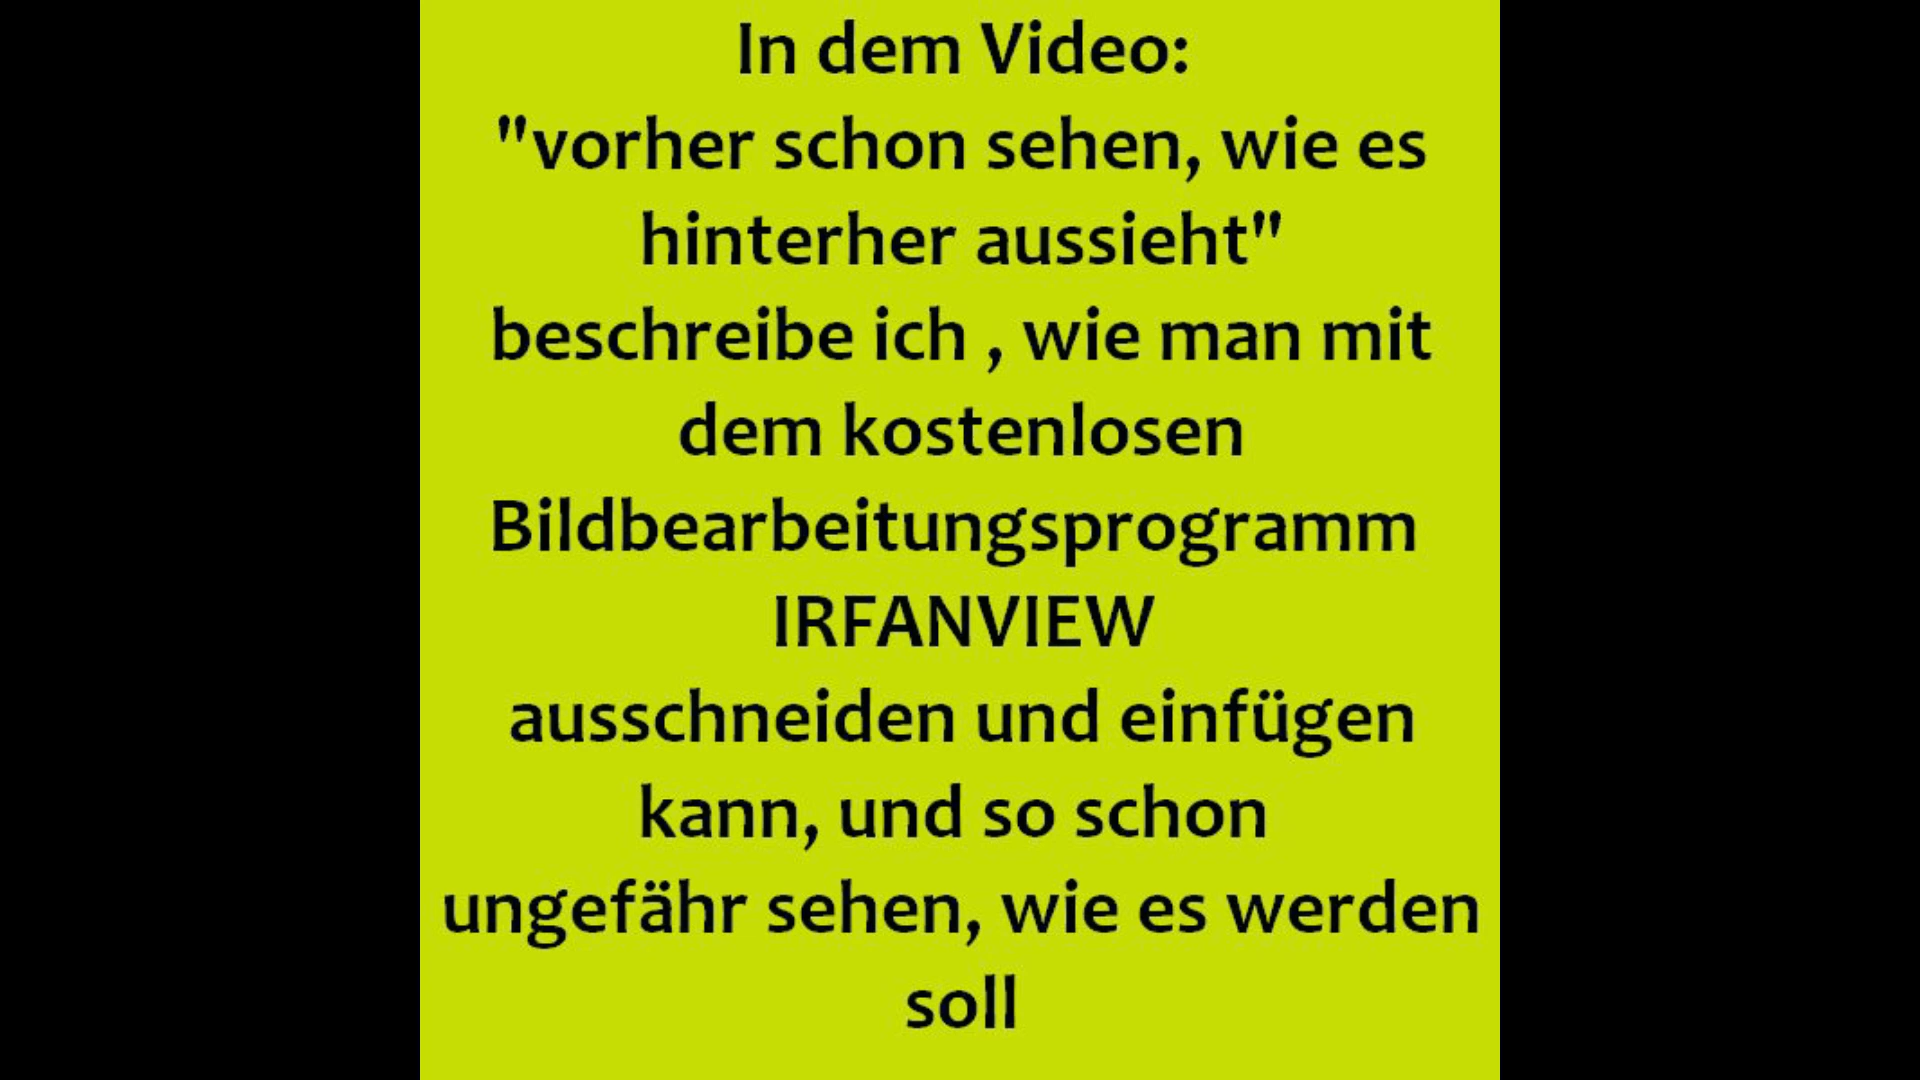 In dem Video:
"vorher schon sehen, wie es
hinterher aussieht"
beschreibe ich , wie man mit
dem kostenlosen
Bildbearbeitungsprogramm
IRFANVIEW
ausschneiden und einfügen
kann, und so schon
ungefähr sehen, wie es werden
soll